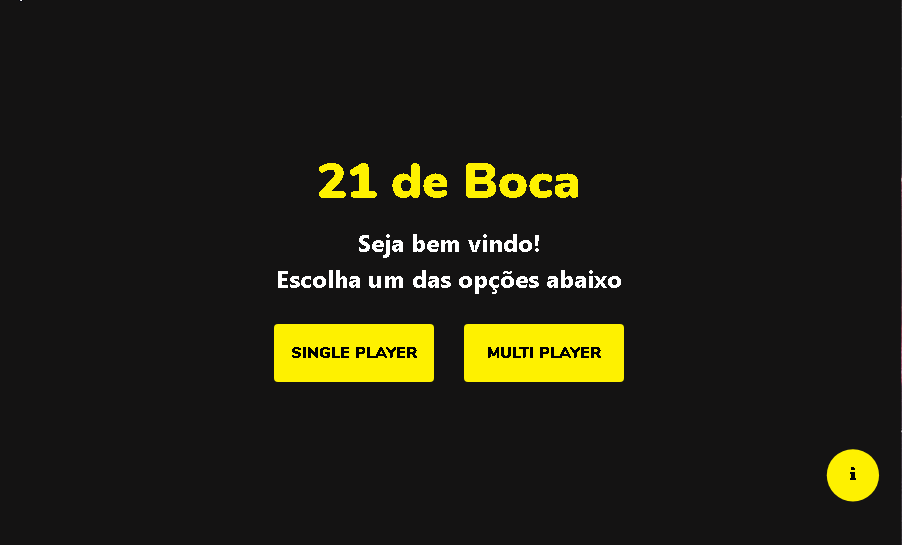 21 de Boca
Seja bem vindo!
Escolha um das opções abaixo
SINGLE PLAYER
MULTI PLAYER
i